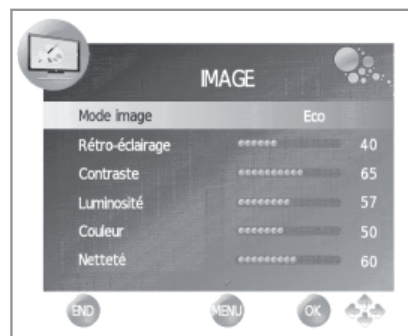 IMAGE
Mode image Eco
Rétro-éclairage 40
Contraste 65
Luminosité 57
Couleur 50
Netteté 60
END MENU OK